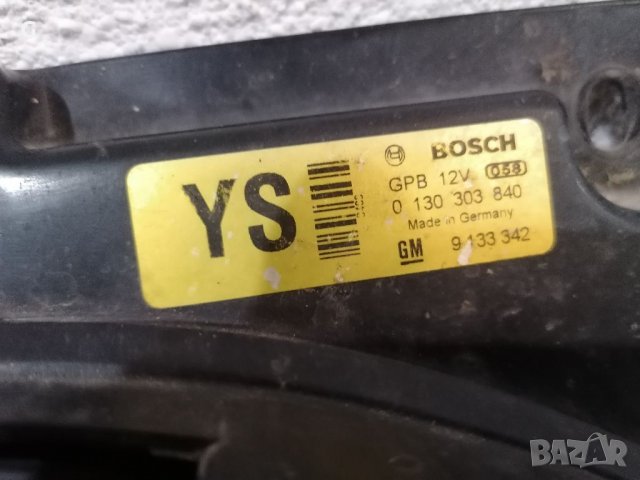 YS
BOSCH
GPB 12V 058
0 130 303 840
Made in Germany
GM 9 133 342
BAZAR